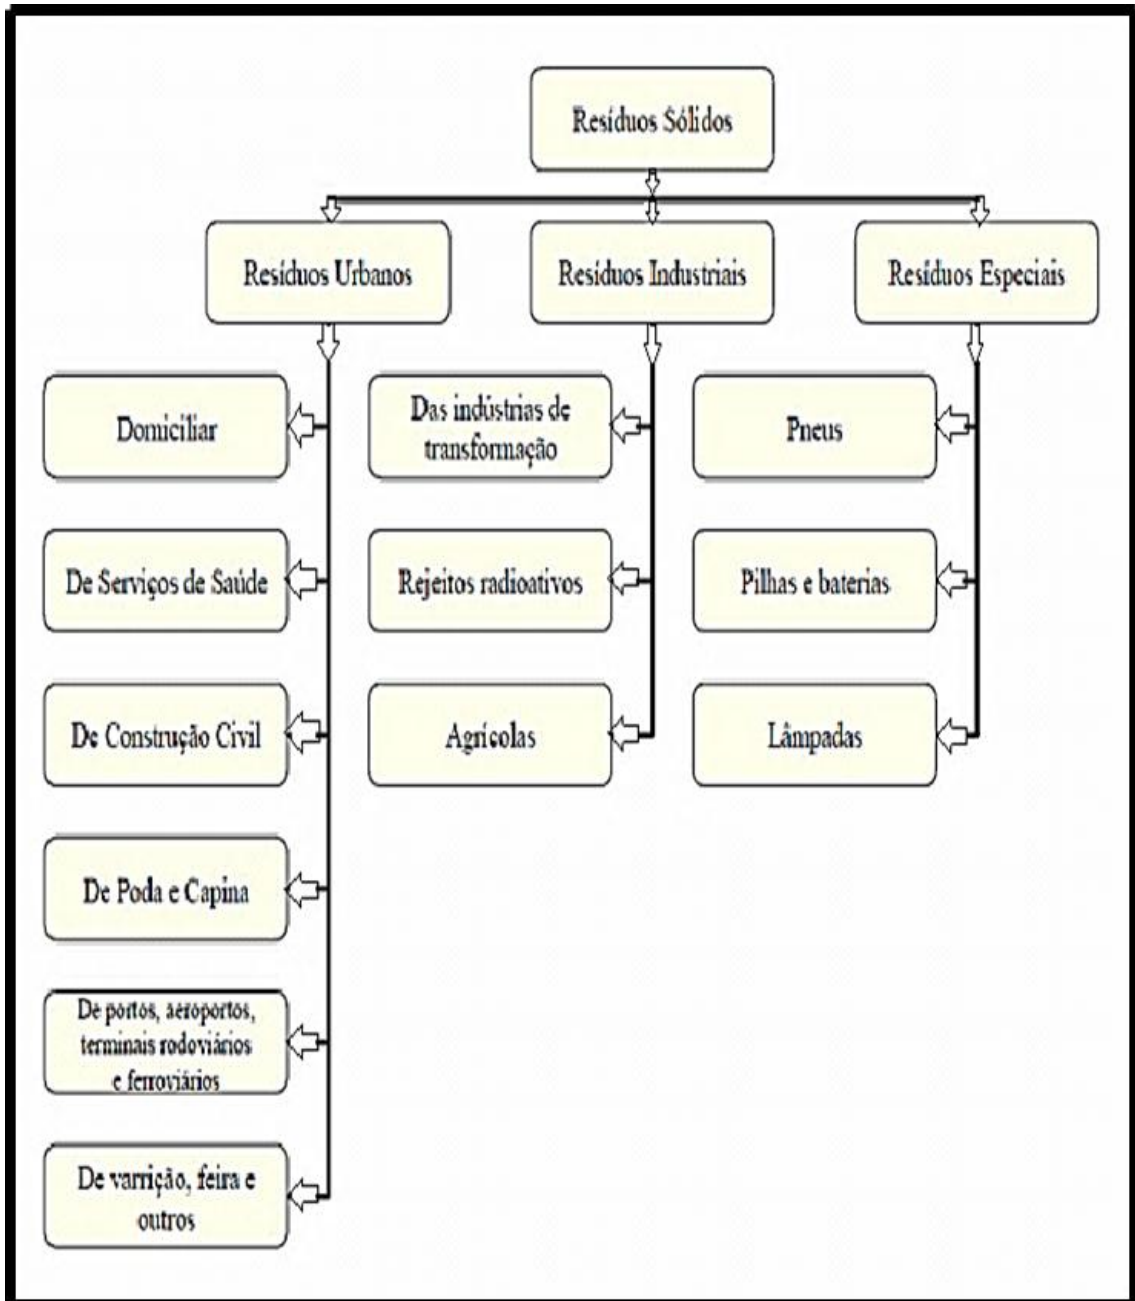 Resíduos Sólidos
Resíduos Urbanos
Resíduos Industriais
Resíduos Especiais
Domiciliar
De Serviços de Saúde
De Construção Civil
De Poda e Capina
De portos, aeroportos,
terminais rodoviários
e ferroviários
De varrição, feira e
outros
Das indústrias de
transformação
Rejeitos radioativos
Agrícolas
Pneus
Pilhas e baterias
Lâmpadas